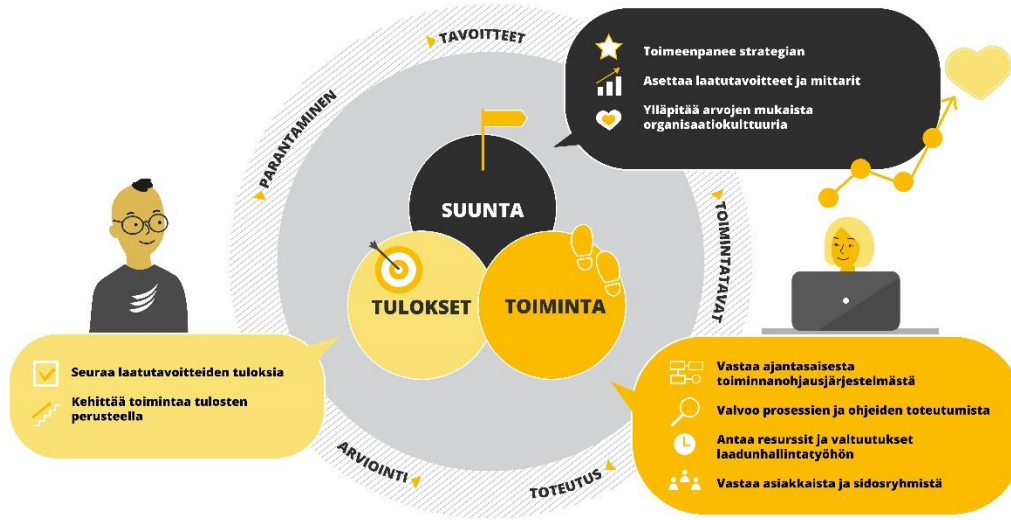 TAVOITTEET
TOIMINTATAVAT
TOTEUTUS
ARVIOINTI
PARANTAMINEN
SUUNTA
TULOKSET
TOIMINTA
Toimeenpanee strategian
Asettaa laatutavoitteet ja mittarit
Ylläpitää arvojen mukaista
organisaatiokulttuuria
Seuraa laatutavoitteiden tuloksia
Kehittää toimintaa tulosten
perusteella
Vastaa ajantasaisesta
toiminnanohjausjärjestelmästä
Valvoo prosessien ja ohjeiden toteutumista
Antaa resurssit ja valtuutukset
laadunhallintatyöhön
Vastaa asiakkaista ja sidosryhmistä